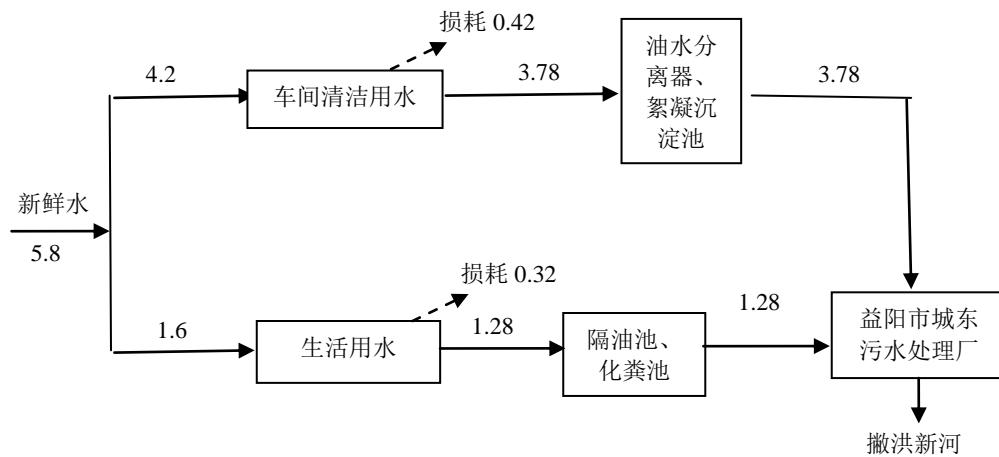 损耗 0.42
4.2
车间清洁用水
3.78
油水分
离器、
絮凝沉
淀池
3.78
新鲜水
5.8
损耗 0.32
1.6
生活用水
1.28
隔油池、
化粪池
1.28
益阳市城东
污水处理厂
撇洪新河